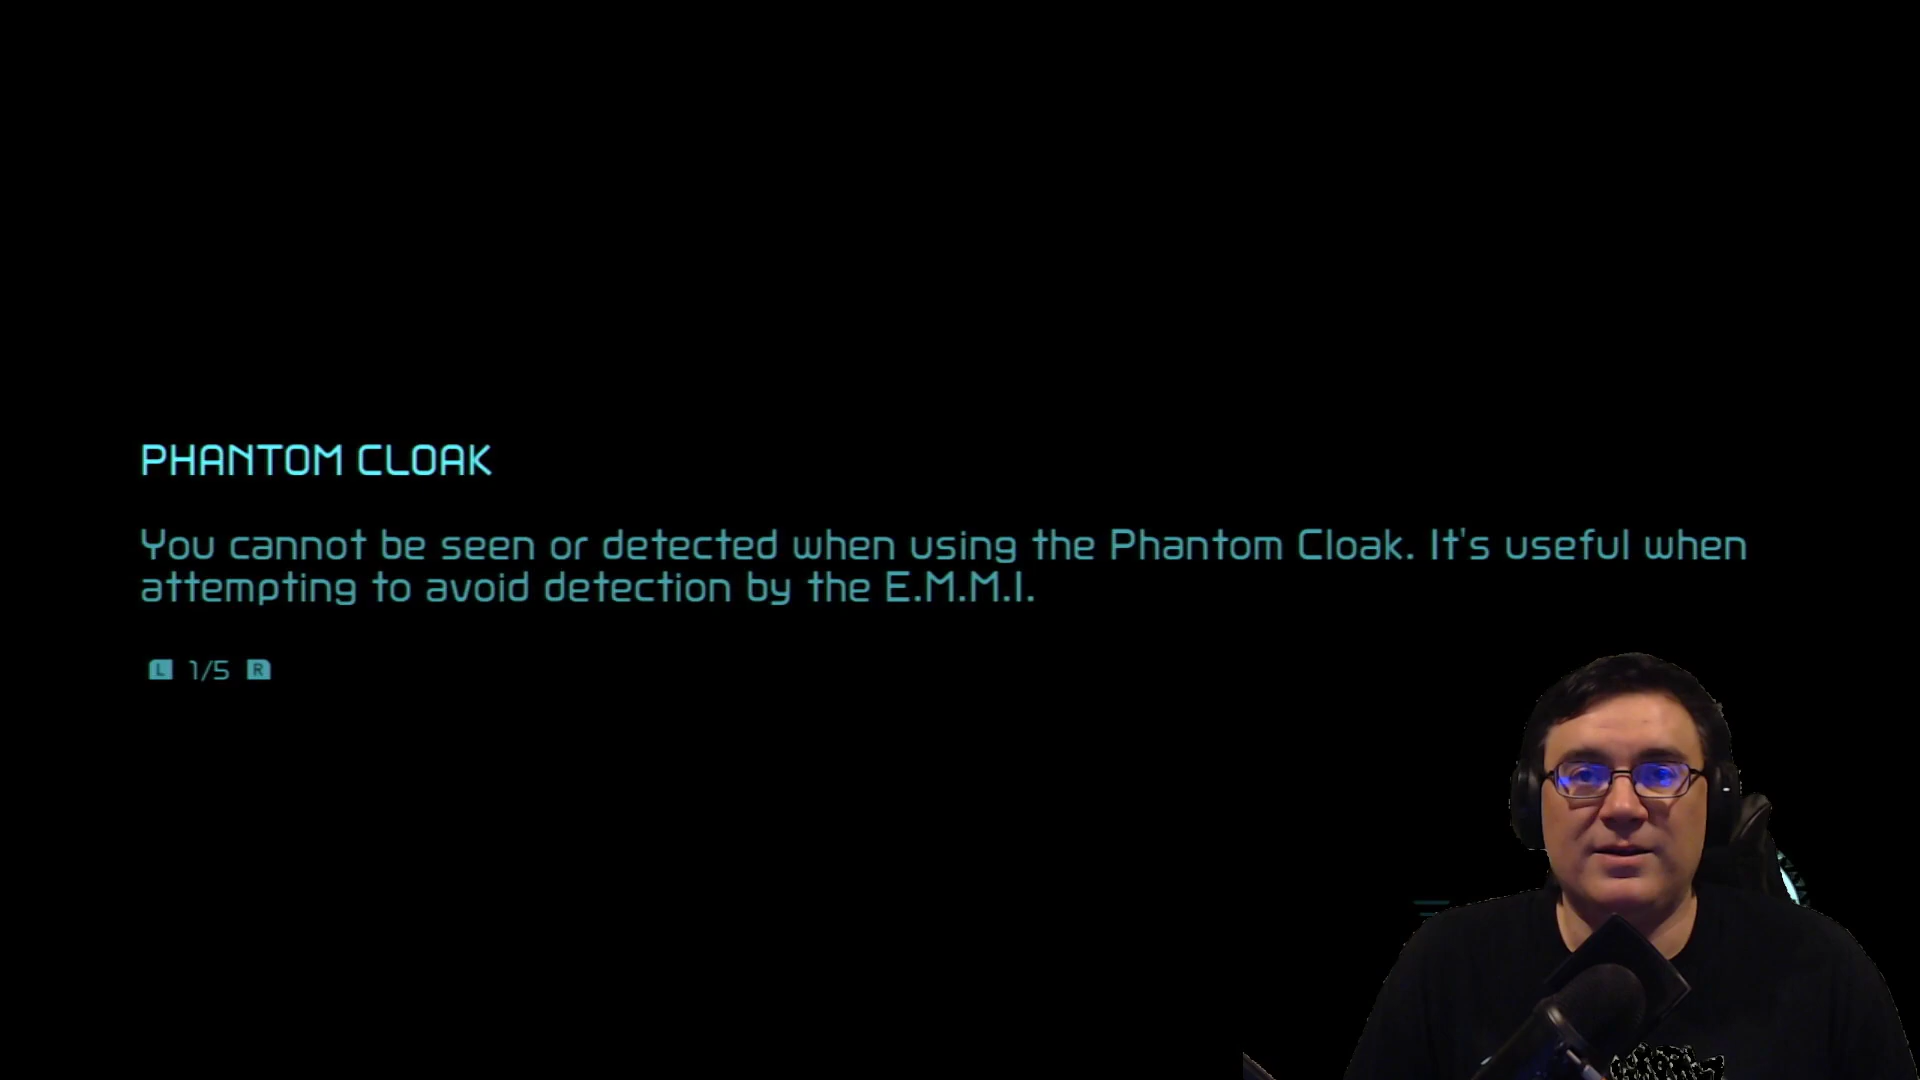 PHANTOM CLOAK
You cannot be seen or detected when using the Phantom Cloak. It's useful when
attempting to avoid detection by the E.M.M.I.
L 1/5 R